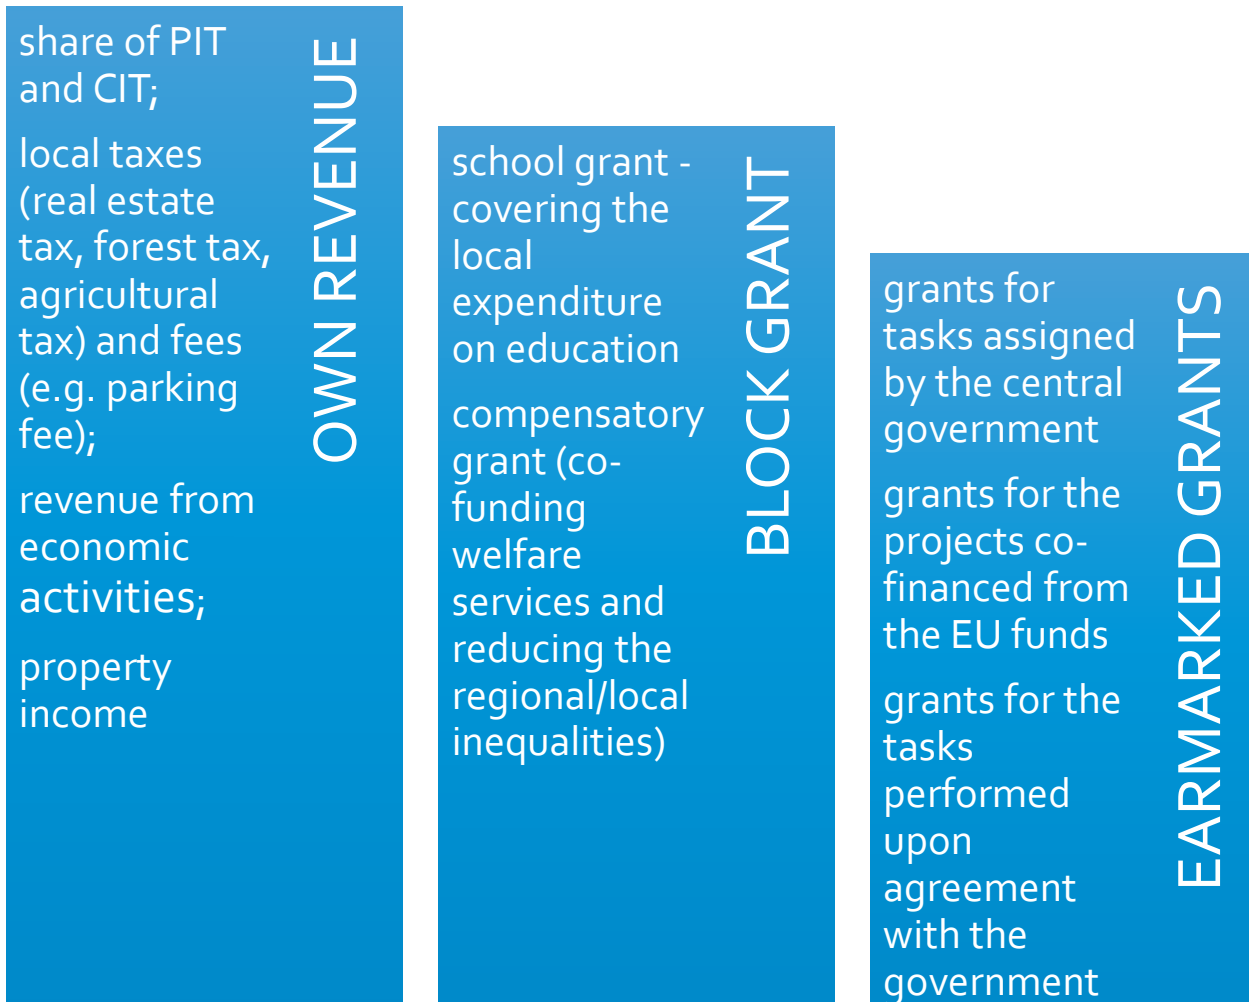 share of PIT
and CIT;
local taxes
(real estate
tax, forest tax,
agricultural
tax) and fees
(e.g. parking
fee);
revenue from
economic
activities;
property
income
OWN REVENUE
school grant -
covering the
local
expenditure
on education
compensatory
grant (co-
funding
welfare
services and
reducing the
regional/local
inequalities)
BLOCK GRANT
grants for
tasks assigned
by the central
government
grants for the
projects co-
financed from
the EU funds
grants for the
tasks
performed
upon
agreement
with the
government
EARMARKED GRANTS